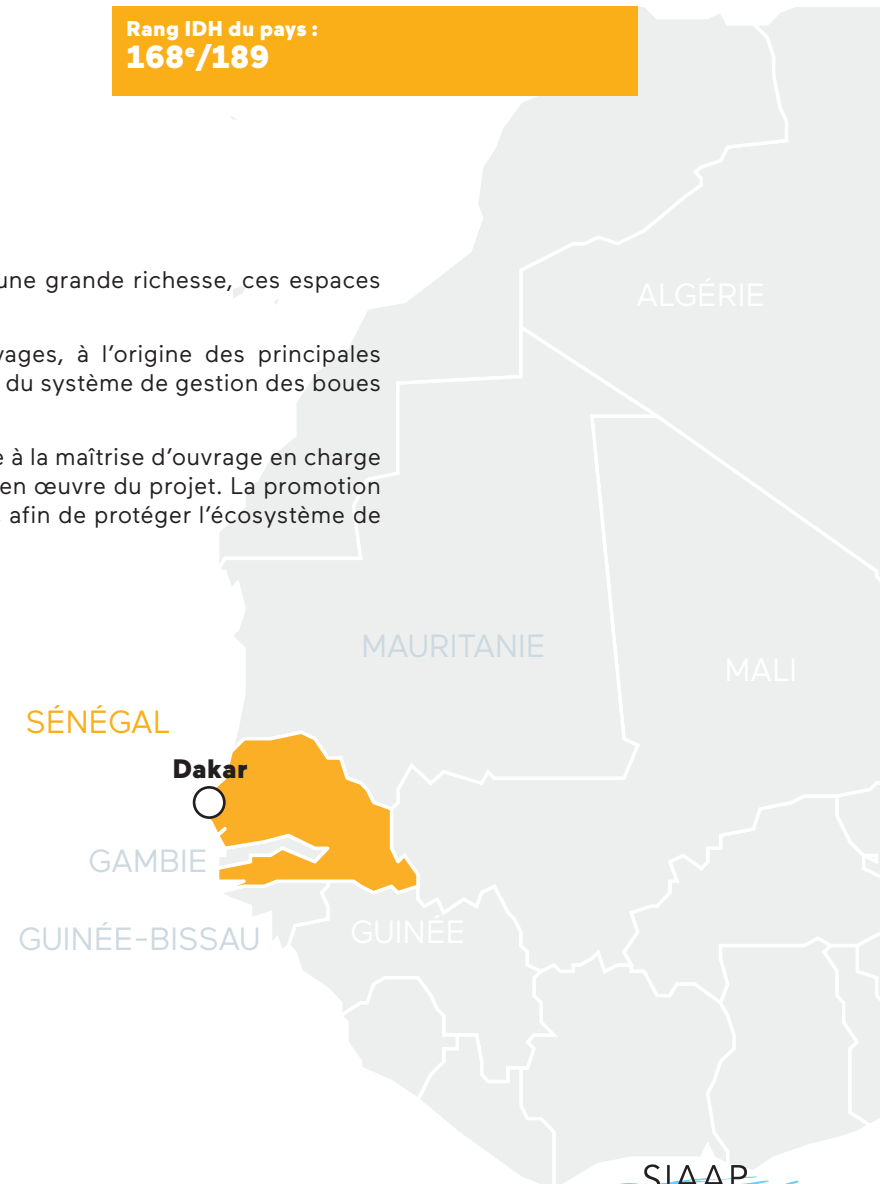 Rang IDH du pays :
168e/189
une grande richesse, ces espaces
ALGÉRIE
vages, à l'origine des principales
du système de gestion des boues
à la maîtrise d'ouvrage en charge
en œuvre du projet. La promotion
afin de protéger l'écosystème de
MAURITANIE
MALI
SÉNÉGAL
Dakar
GAMBIE
GUINÉE
GUINÉE-BISSAU
SIAAP